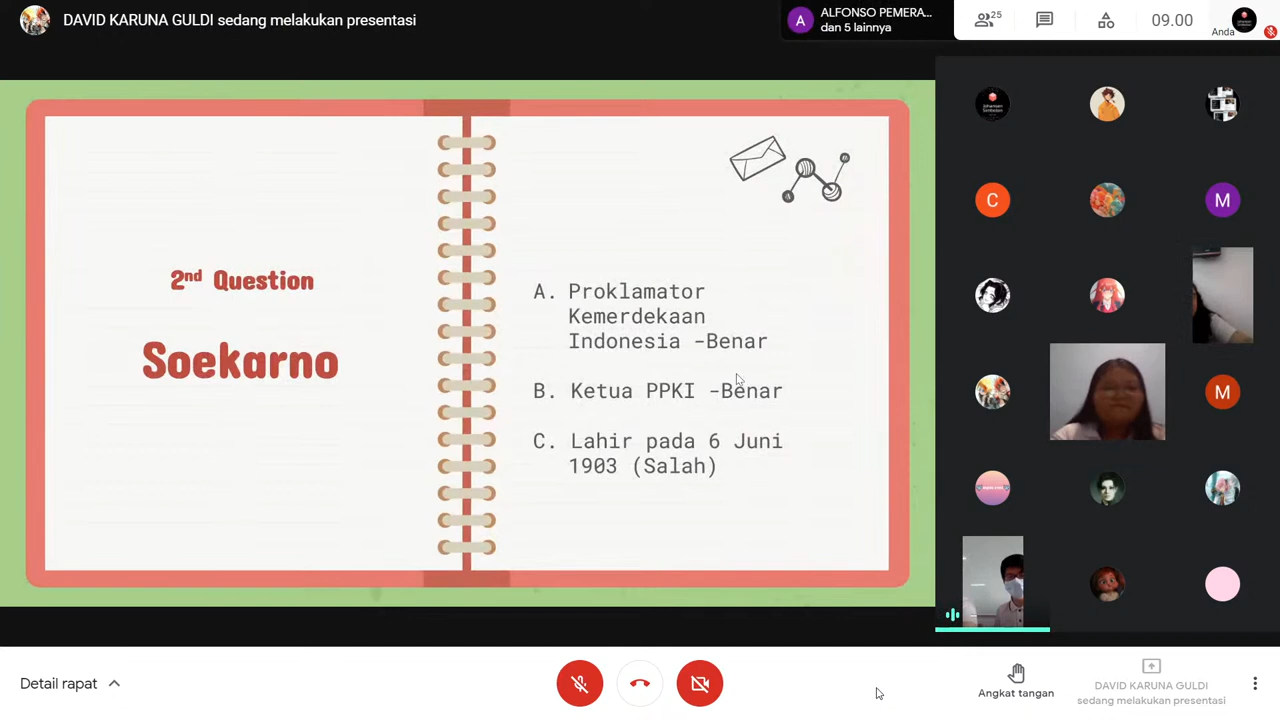 DAVID KARUNA GULDI sedang melakukan presentasi
A
ALFONSO PEMERA...
dan 5 lainnya
25
09.00
Anda
2nd Question
Soekarno
A. Proklamator
Kemerdekaan
Indonesia -Benar
B. Ketua PPKI -Benar
C. Lahir pada 6 Juni
1903 (Salah)
C
M
M
Detail rapat
Angkat tangan
DAVID KARUNA GULDI
sedang melakukan presentasi